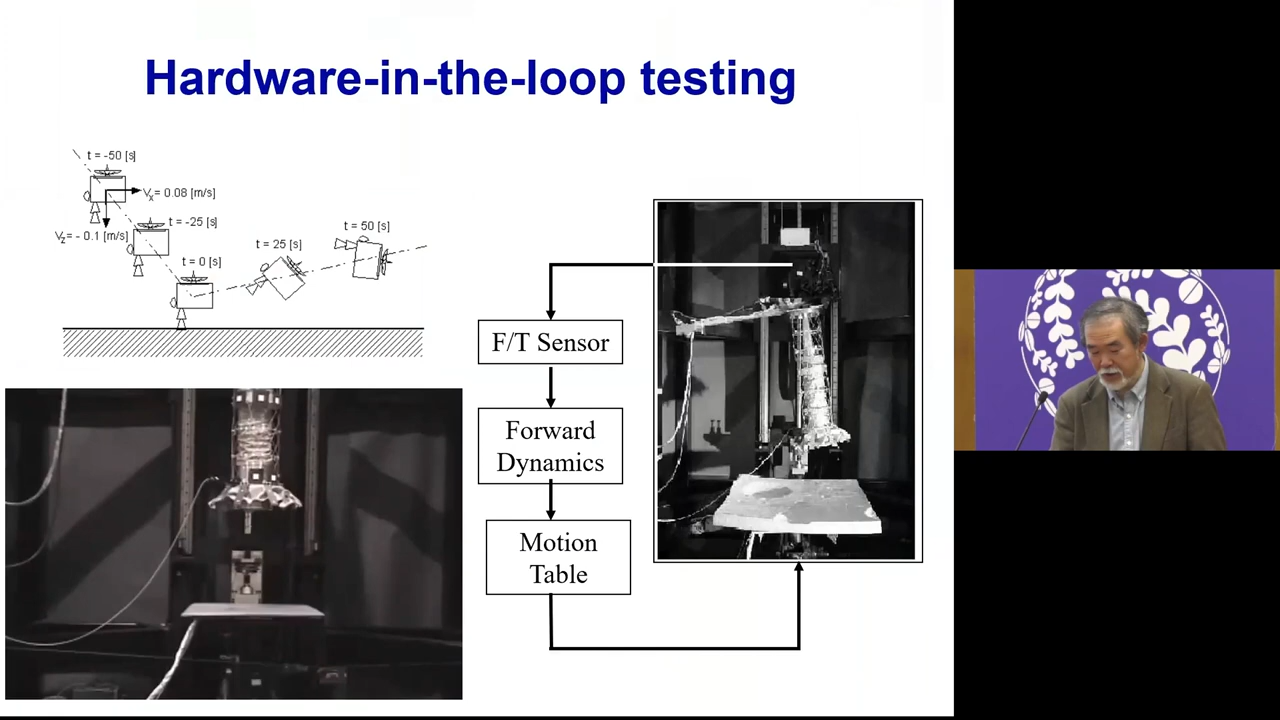 Hardware-in-the-loop testing
t = -50 [s]
Vx = 0.08 [m/s]
Vz = - 0.1 [m/s]
t = -25 [s]
t = 0 [s]
t = 25 [s]
t = 50 [s]
F/T Sensor
Forward
Dynamics
Motion
Table